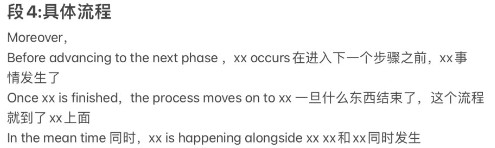 段4:具体流程
Moreover，
Before advancing to the next phase ，xx occurs 在进入下一个步骤之前，xx事
情发生了
Once xx is finished，the process moves on to xx 一旦什么东西结束了，这个流程
就到了xx上面
In the mean time 同时，xx is happening alongside xx xx和xx同时发生